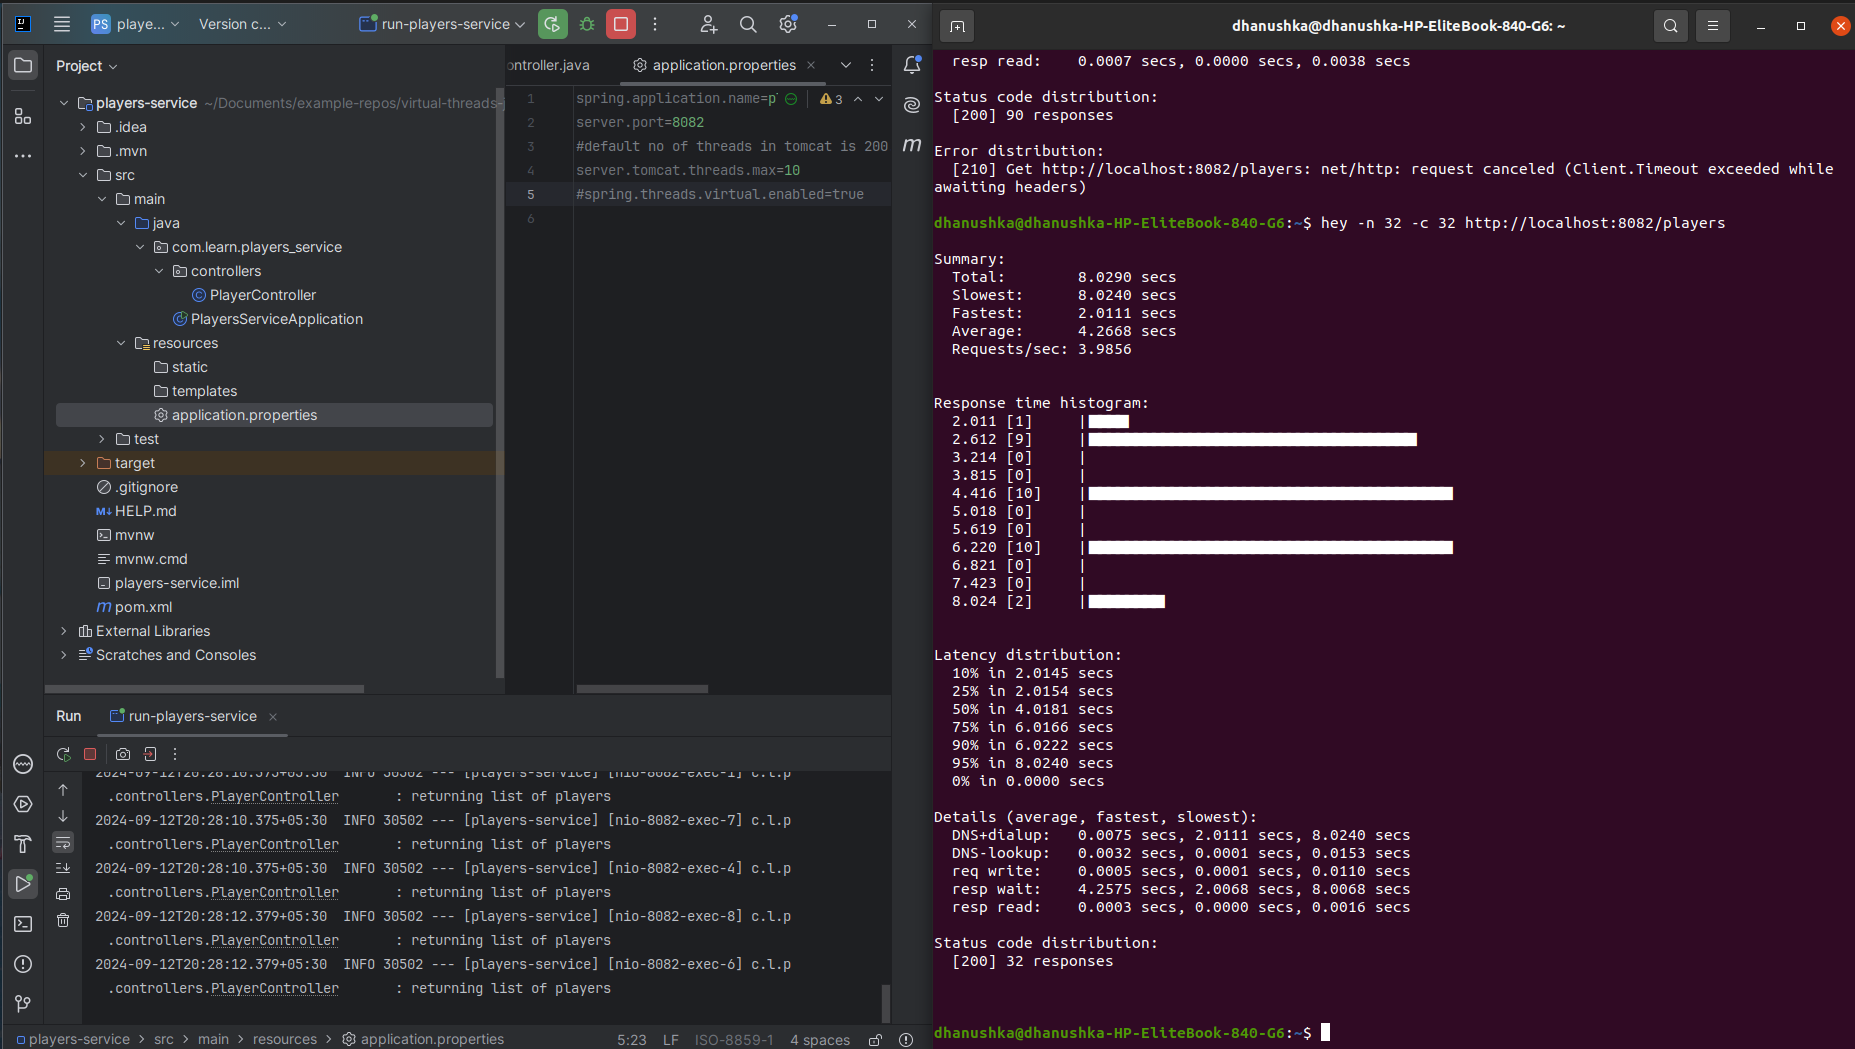 PS playe... Version c... run-players-service
Project
players-service ~/Documents/example-repos/virtual-threads-
.idea
.mvn
src
main
java
com.learn.players_service
controllers
PlayerController
PlayersServiceApplication
resources
static
templates
application.properties
test
target
.gitignore
HELP.md
mvnw
mvnw.cmd
players-service.iml
pom.xml
External Libraries
Scratches and Consoles
ontroller.java application.properties
1 spring.application.name=p 3
2 server.port=8082
3 #default no of threads in tomcat is 200
4 server.tomcat.threads.max=10
5 #spring.threads.virtual.enabled=true
6
Run run-players-service
2024-09-12T20:28:10.375+05:30 INFO 30502 --- [players-service] [nio-8082-exec-1] c.l.p
.controllers.PlayerController : returning list of players
2024-09-12T20:28:10.375+05:30 INFO 30502 --- [players-service] [nio-8082-exec-7] c.l.p
.controllers.PlayerController : returning list of players
2024-09-12T20:28:10.375+05:30 INFO 30502 --- [players-service] [nio-8082-exec-4] c.l.p
.controllers.PlayerController : returning list of players
2024-09-12T20:28:12.379+05:30 INFO 30502 --- [players-service] [nio-8082-exec-8] c.l.p
.controllers.PlayerController : returning list of players
2024-09-12T20:28:12.379+05:30 INFO 30502 --- [players-service] [nio-8082-exec-6] c.l.p
.controllers.PlayerController : returning list of players
players-service > src > main > resources > application.properties 5:23 LF ISO-8859-1 4 spaces
dhanushka@dhanushka-HP-EliteBook-840-G6: ~
resp read: 0.0007 secs, 0.0000 secs, 0.0038 secs
Status code distribution:
[200] 90 responses
Error distribution:
[210] Get http://localhost:8082/players: net/http: request canceled (Client.Timeout exceeded while
awaiting headers)
dhanushka@dhanushka-HP-EliteBook-840-G6:~$ hey -n 32 -c 32 http://localhost:8082/players
Summary:
Total: 8.0290 secs
Slowest: 8.0240 secs
Fastest: 2.0111 secs
Average: 4.2668 secs
Requests/sec: 3.9856
Response time histogram:
2.011 [1] |
2.612 [9] |
3.214 [0] |
3.815 [0] |
4.416 [10] |
5.018 [0] |
5.619 [0] |
6.220 [10] |
6.821 [0] |
7.423 [0] |
8.024 [2] |
Latency distribution:
10% in 2.0145 secs
25% in 2.0154 secs
50% in 4.0181 secs
75% in 6.0166 secs
90% in 6.0222 secs
95% in 8.0240 secs
0% in 0.0000 secs
Details (average, fastest, slowest):
DNS+dialup: 0.0075 secs, 2.0111 secs, 8.0240 secs
DNS-lookup: 0.0032 secs, 0.0001 secs, 0.0153 secs
req write: 0.0005 secs, 0.0001 secs, 0.0110 secs
resp wait: 4.2575 secs, 2.0068 secs, 8.0068 secs
resp read: 0.0003 secs, 0.0000 secs, 0.0016 secs
Status code distribution:
[200] 32 responses
dhanushka@dhanushka-HP-EliteBook-840-G6:~$